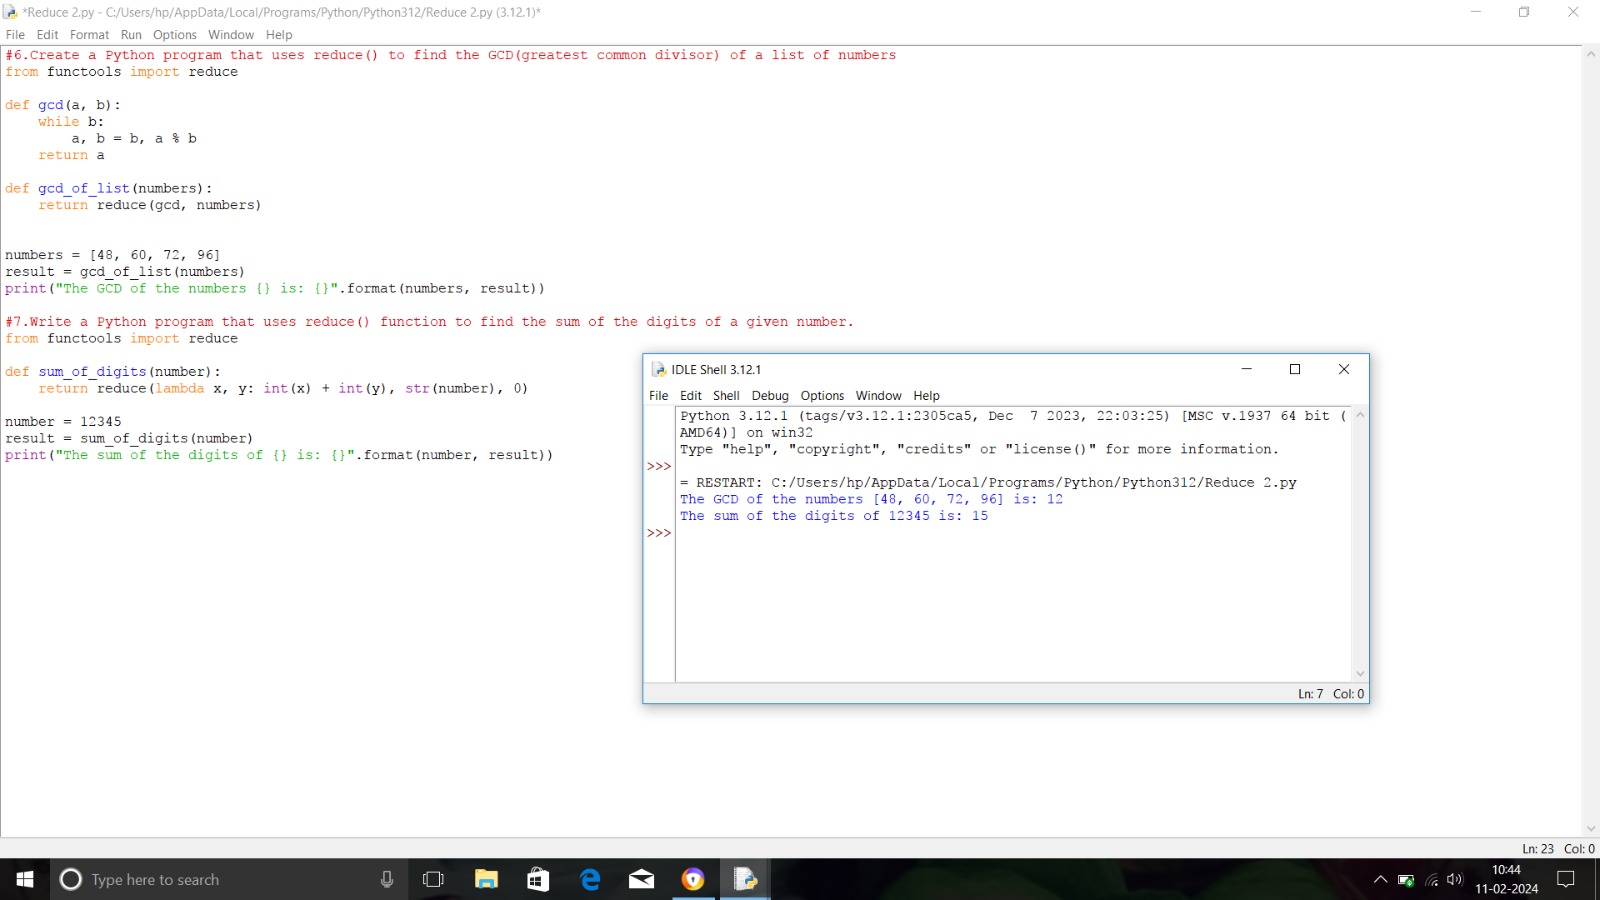 *Reduce 2.py - C:/Users/hp/AppData/Local/Programs/Python/Python312/Reduce 2.py (3.12.1)*
File Edit Format Run Options Window Help
#6.Create a Python program that uses reduce() to find the GCD(greatest common divisor) of a list of numbers
from functools import reduce
def gcd(a, b):
    while b:
        a, b = b, a % b
    return a
def gcd_of_list(numbers):
    return reduce(gcd, numbers)
numbers = [48, 60, 72, 96]
result = gcd_of_list(numbers)
print("The GCD of the numbers {} is: {}".format(numbers, result))
#7.Write a Python program that uses reduce() function to find the sum of the digits of a given number.
from functools import reduce
def sum_of_digits(number):
    return reduce(lambda x, y: int(x) + int(y), str(number), 0)
number = 12345
result = sum_of_digits(number)
print("The sum of the digits of {} is: {}".format(number, result))
IDLE Shell 3.12.1
File Edit Shell Debug Options Window Help
Python 3.12.1 (tags/v3.12.1:2305ca5, Dec  7 2023, 22:03:25) [MSC v.1937 64 bit (
AMD64)] on win32
Type "help", "copyright", "credits" or "license()" for more information.
>>>
= RESTART: C:/Users/hp/AppData/Local/Programs/Python/Python312/Reduce 2.py
The GCD of the numbers [48, 60, 72, 96] is: 12
The sum of the digits of 12345 is: 15
>>>
Ln: 7 Col: 0
Ln: 23 Col: 0
Type here to search
10:44
11-02-2024